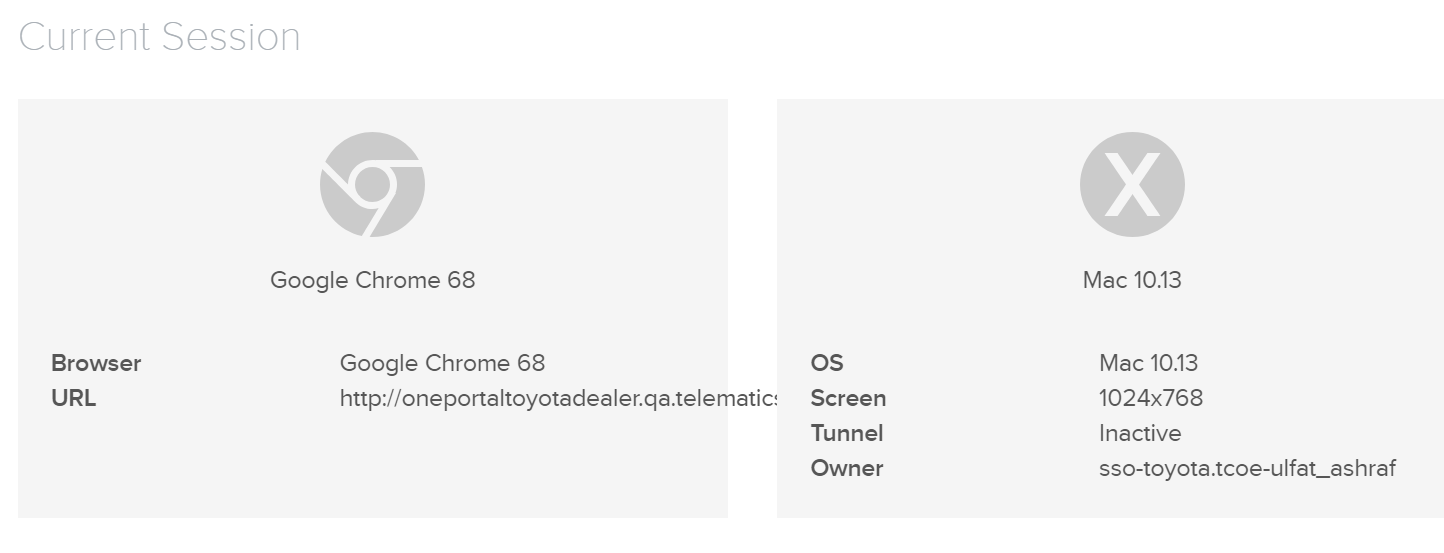 Current Session
Google Chrome 68
Browser Google Chrome 68
URL http://oneportaltoyotadealer.qa.telematics
X
Mac 10.13
OS Mac 10.13
Screen 1024x768
Tunnel Inactive
Owner sso-toyota.tcoe-ulfat_ashraf